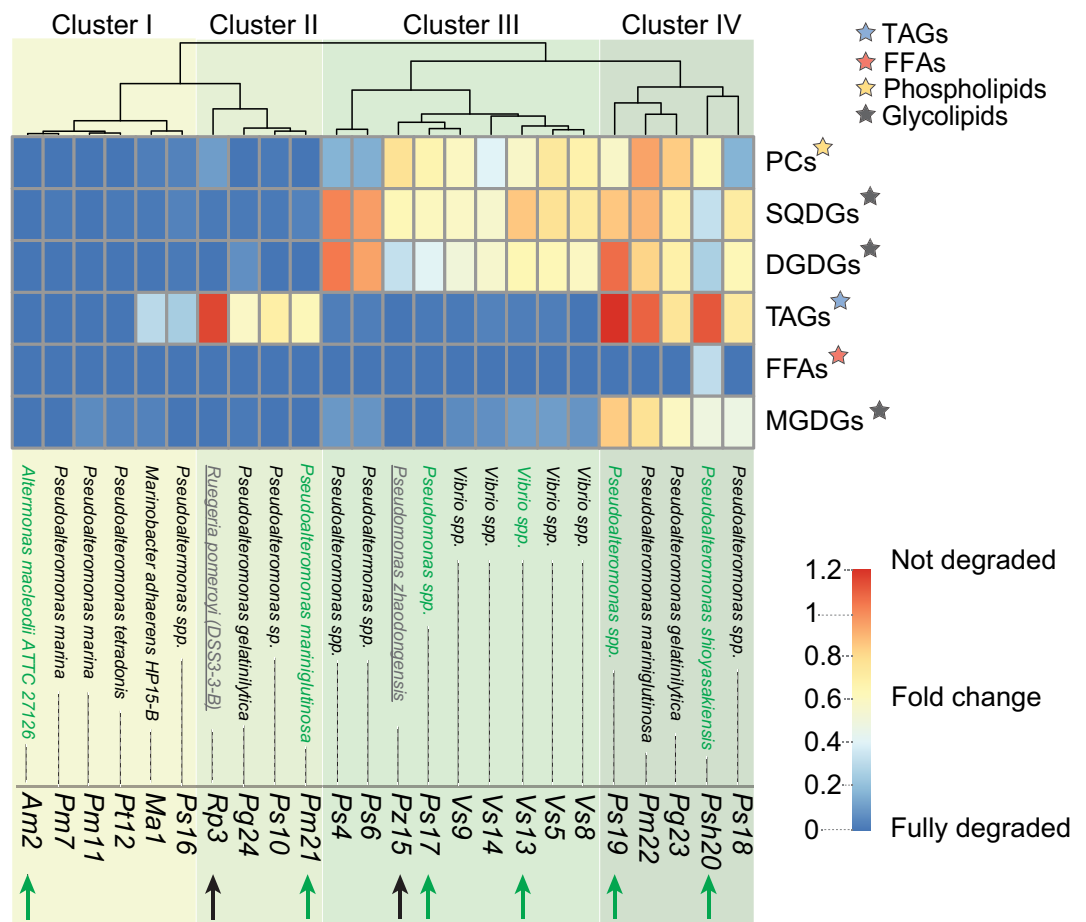 Cluster I
Cluster II
Cluster III
Cluster IV
TAGs
FFAs
Phospholipids
Glycolipids
PCs
SQDGs
DGDGs
TAGs
FFAs
MGDGs
Altermonas macleodii ATTC 27126
Pseudoalteromonas marina
Pseudoalteromonas marina
Pseudoalteromonas tetradonis
Marinobacter adhaerens HP15-B
Pseudoaltermonas spp.
Ruegeria pomeroyi (DSS3-3-B)
Pseudoalteromonas gelatinilytica
Pseudoalteromonas sp.
Pseudoalteromonas mariniglutinosa
Pseudoalteromonas spp.
Pseudoalteromonas spp.
Pseudomonas zhaodongensis
Pseudomonas spp.
Vibrio spp.
Vibrio spp.
Vibrio spp.
Vibrio spp.
Vibrio spp.
Pseudoalteromonas spp.
Pseudoalteromonas mariniglutinosa
Pseudoalteromonas gelatinilytica
Pseudoalteromonas shioyasakiensis
Pseudoalteromonas spp.
Am2
Pm7
Pm11
Pt12
Ma1
Ps16
Rp3
Pg24
Ps10
Pm21
Ps4
Ps6
Pz15
Ps17
Vs9
Vs14
Vs13
Vs5
Vs8
Ps19
Pm22
Pg23
Psh20
Ps18
1.2
1
0.8
0.6
0.4
0.2
0
Not degraded
Fold change
Fully degraded